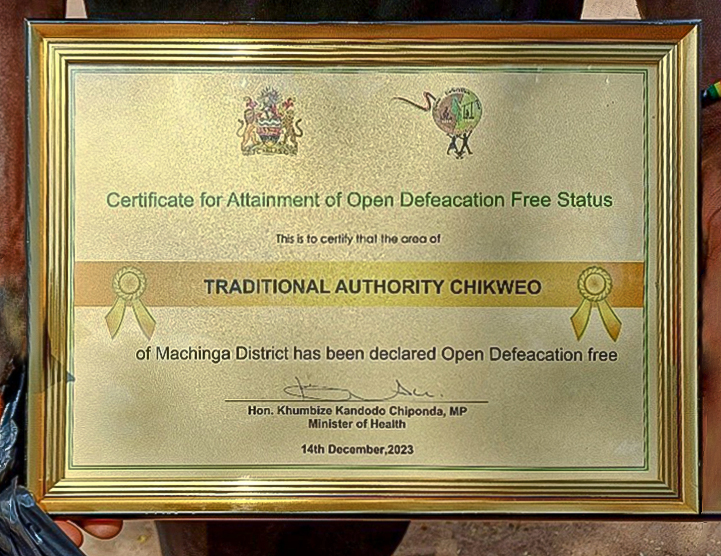 Certificate for Attainment of Open Defeacation Free Status
This is to certify that the area of
TRADITIONAL AUTHORITY CHIKWEO
of Machinga District has been declared Open Defeacation free
Hon. Khumbize Kandodo Chiponda, MP
Minister of Health
14th December,2023